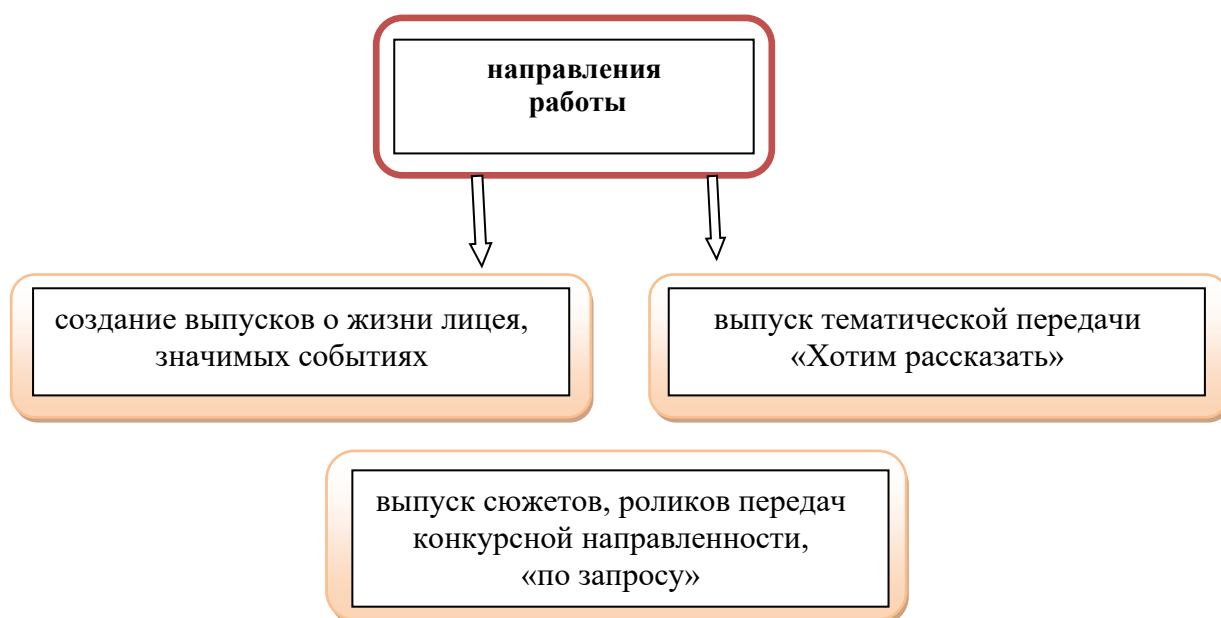 направления
работы
создание выпусков о жизни лицея,
значимых событиях
выпуск тематической передачи
«Хотим рассказать»
выпуск сюжетов, роликов передач
конкурсной направленности,
«по запросу»